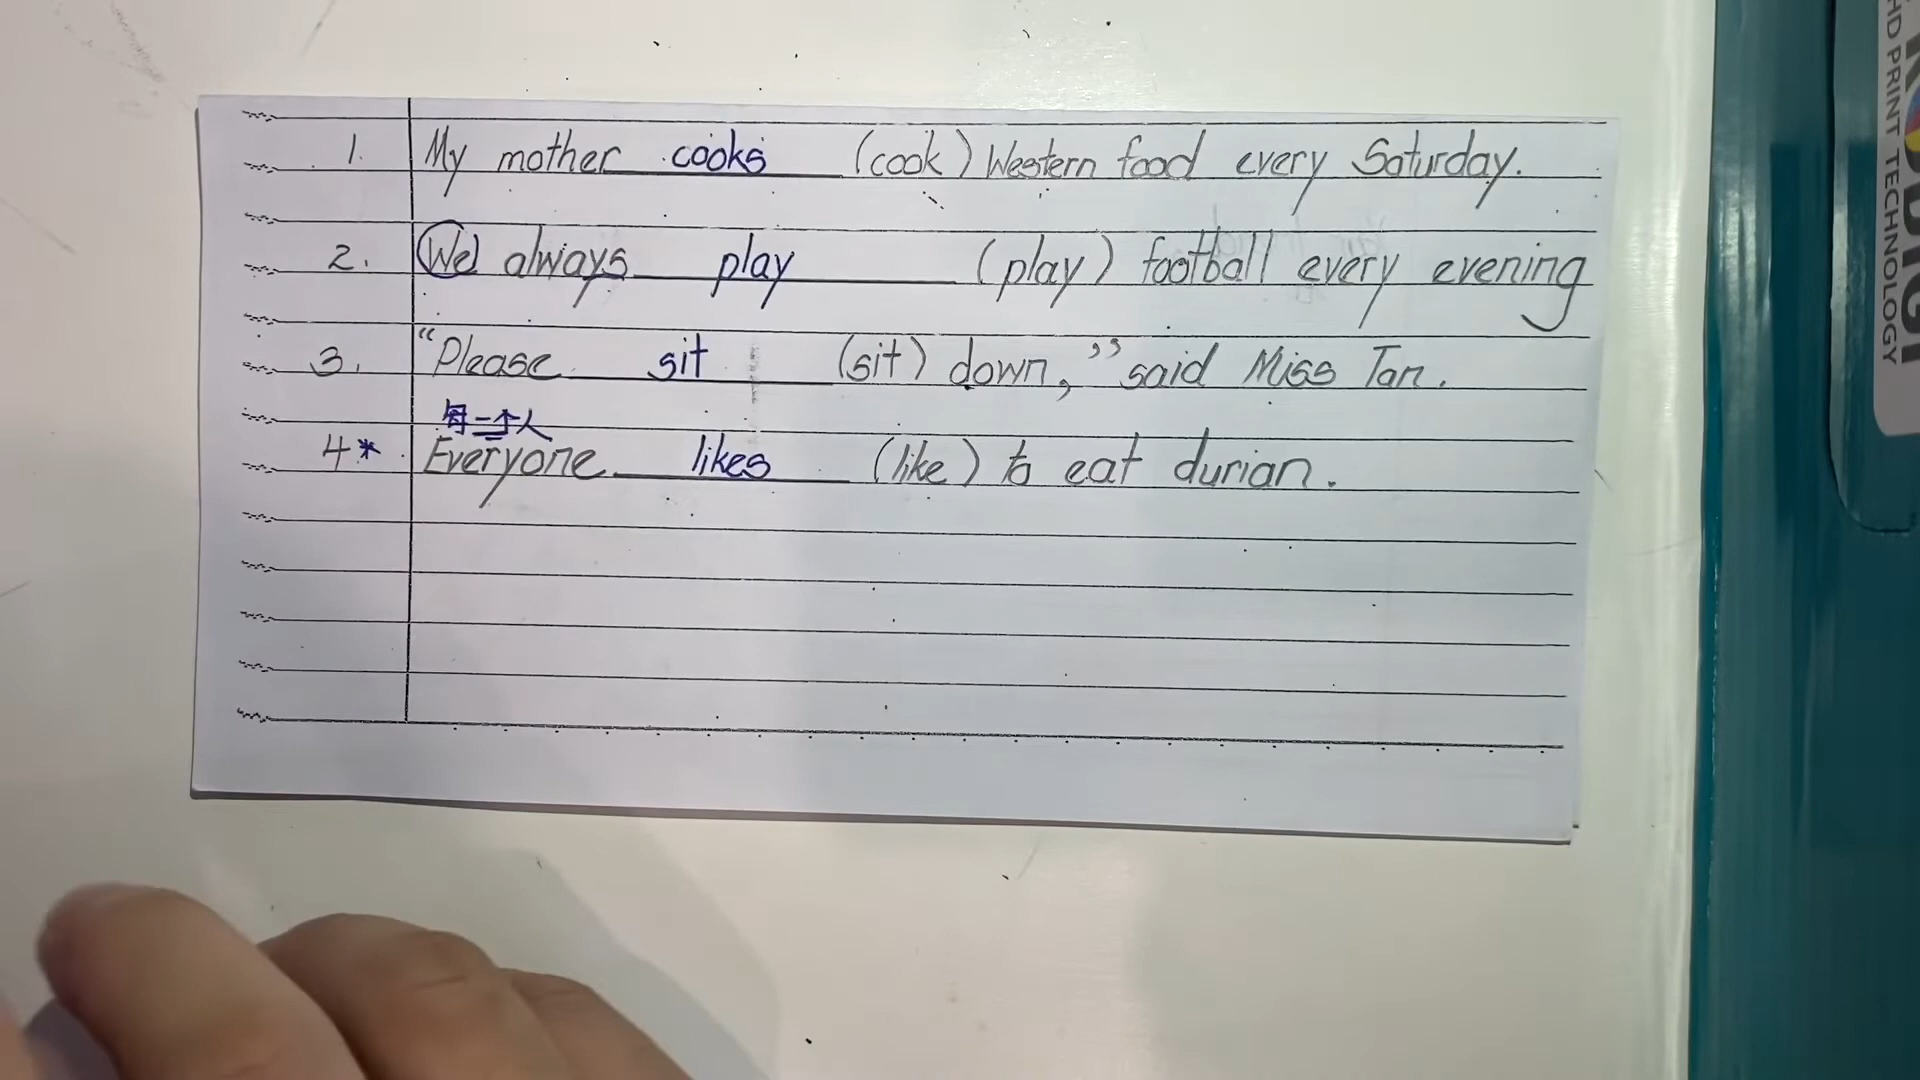 1. My mother cooks (cook) Western food every Saturday.
2. We always play (play) football every evening
3. "Please sit (sit) down," said Miss Tan.
每一个人
4* Everyone likes (like) to eat durian.
HD PRINT TECHNOLOGY